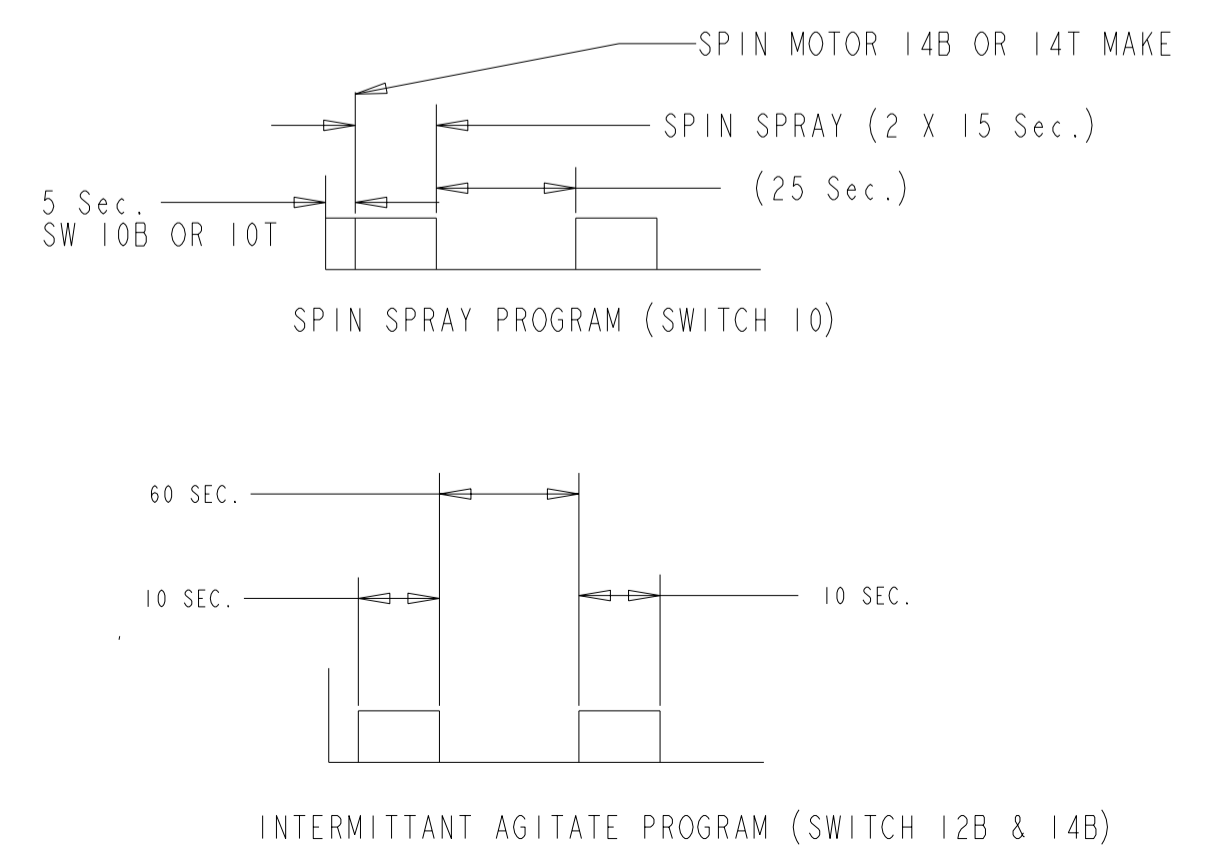 SPIN MOTOR 14B OR 14T MAKE
SPIN SPRAY (2 X 15 Sec.)
(25 Sec.)
5 Sec.
SW 10B OR 10T
SPIN SPRAY PROGRAM (SWITCH 10)
60 SEC.
10 SEC.
10 SEC.
INTERMITTANT AGITATE PROGRAM (SWITCH 12B & 14B)